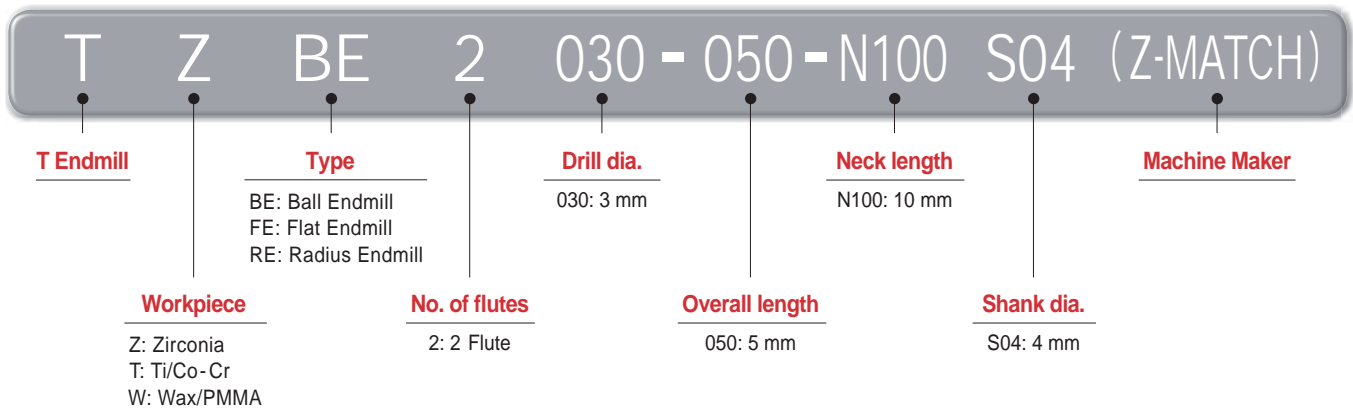 T Z BE 2 030 - 050 - N100 S04 (Z-MATCH)
T Endmill
Type
BE: Ball Endmill
FE: Flat Endmill
RE: Radius Endmill
Drill dia.
030: 3 mm
Neck length
N100: 10 mm
Machine Maker
Workpiece
Z: Zirconia
T: Ti/Co-Cr
W: Wax/PMMA
No. of flutes
2: 2 Flute
Overall length
050: 5 mm
Shank dia.
S04: 4 mm